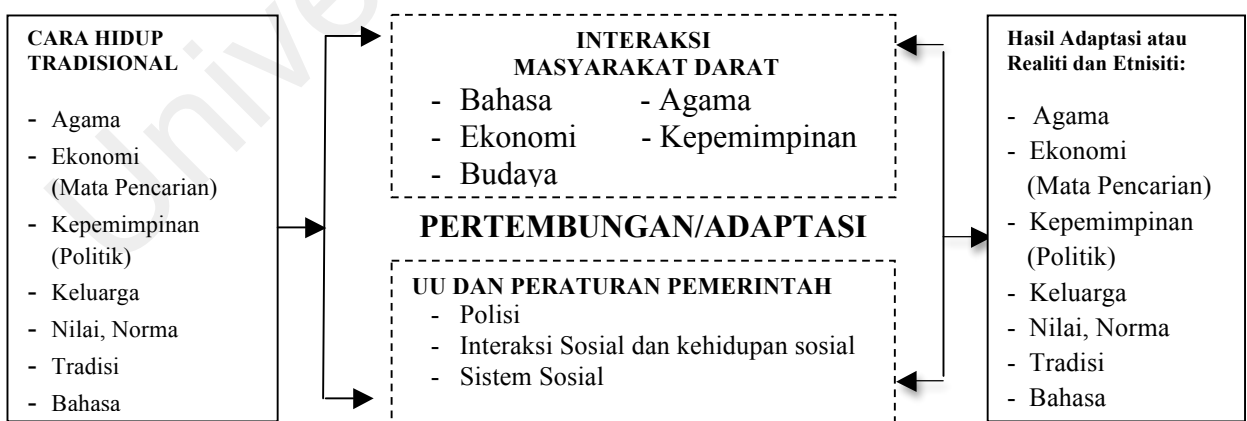 CARA HIDUP
TRADISIONAL
- Agama
- Ekonomi
(Mata Pencarian)
- Kepemimpinan
(Politik)
- Keluarga
- Nilai, Norma
- Tradisi
- Bahasa
INTERAKSI
MASYARAKAT DARAT
- Bahasa - Agama
- Ekonomi - Kepemimpinan
- Budaya
PERTEMBUNGAN/ADAPTASI
UU DAN PERATURAN PEMERINTAH
- Polisi
- Interaksi Sosial dan kehidupan sosial
- Sistem Sosial
Hasil Adaptasi atau
Realiti dan Etnisiti:
- Agama
- Ekonomi
(Mata Pencarian)
- Kepemimpinan
(Politik)
- Keluarga
- Nilai, Norma
- Tradisi
- Bahasa